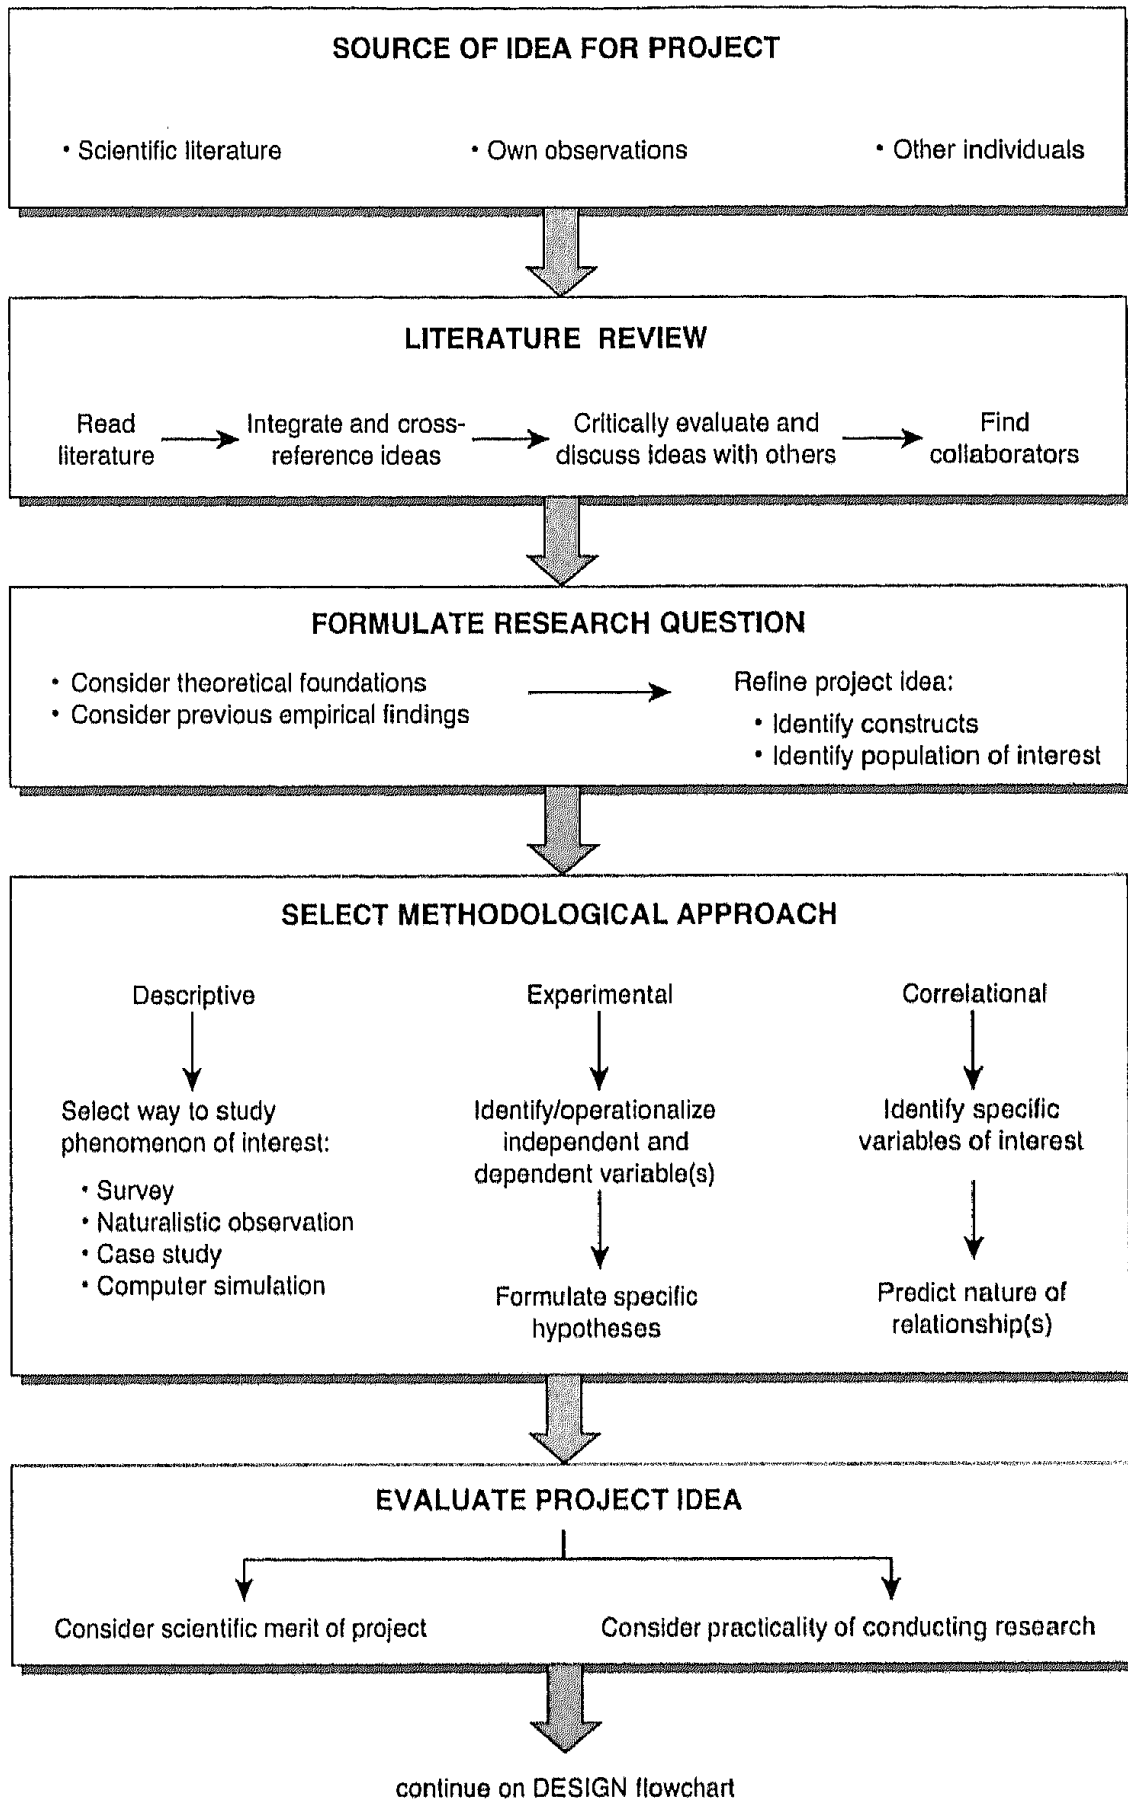 SOURCE OF IDEA FOR PROJECT
• Scientific literature
• Own observations
• Other individuals
LITERATURE REVIEW
Read
literature
Integrate and cross-
reference ideas
Critically evaluate and
discuss ideas with others
Find
collaborators
FORMULATE RESEARCH QUESTION
• Consider theoretical foundations
• Consider previous empirical findings
Refine project idea:
• Identify constructs
• Identify population of interest
SELECT METHODOLOGICAL APPROACH
Descriptive
Select way to study
phenomenon of interest:
• Survey
• Naturalistic observation
• Case study
• Computer simulation
Experimental
Identify/operationalize
independent and
dependent variable(s)
Formulate specific
hypotheses
Correlational
Identify specific
variables of interest
Predict nature of
relationship(s)
EVALUATE PROJECT IDEA
Consider scientific merit of project
Consider practicality of conducting research
continue on DESIGN flowchart